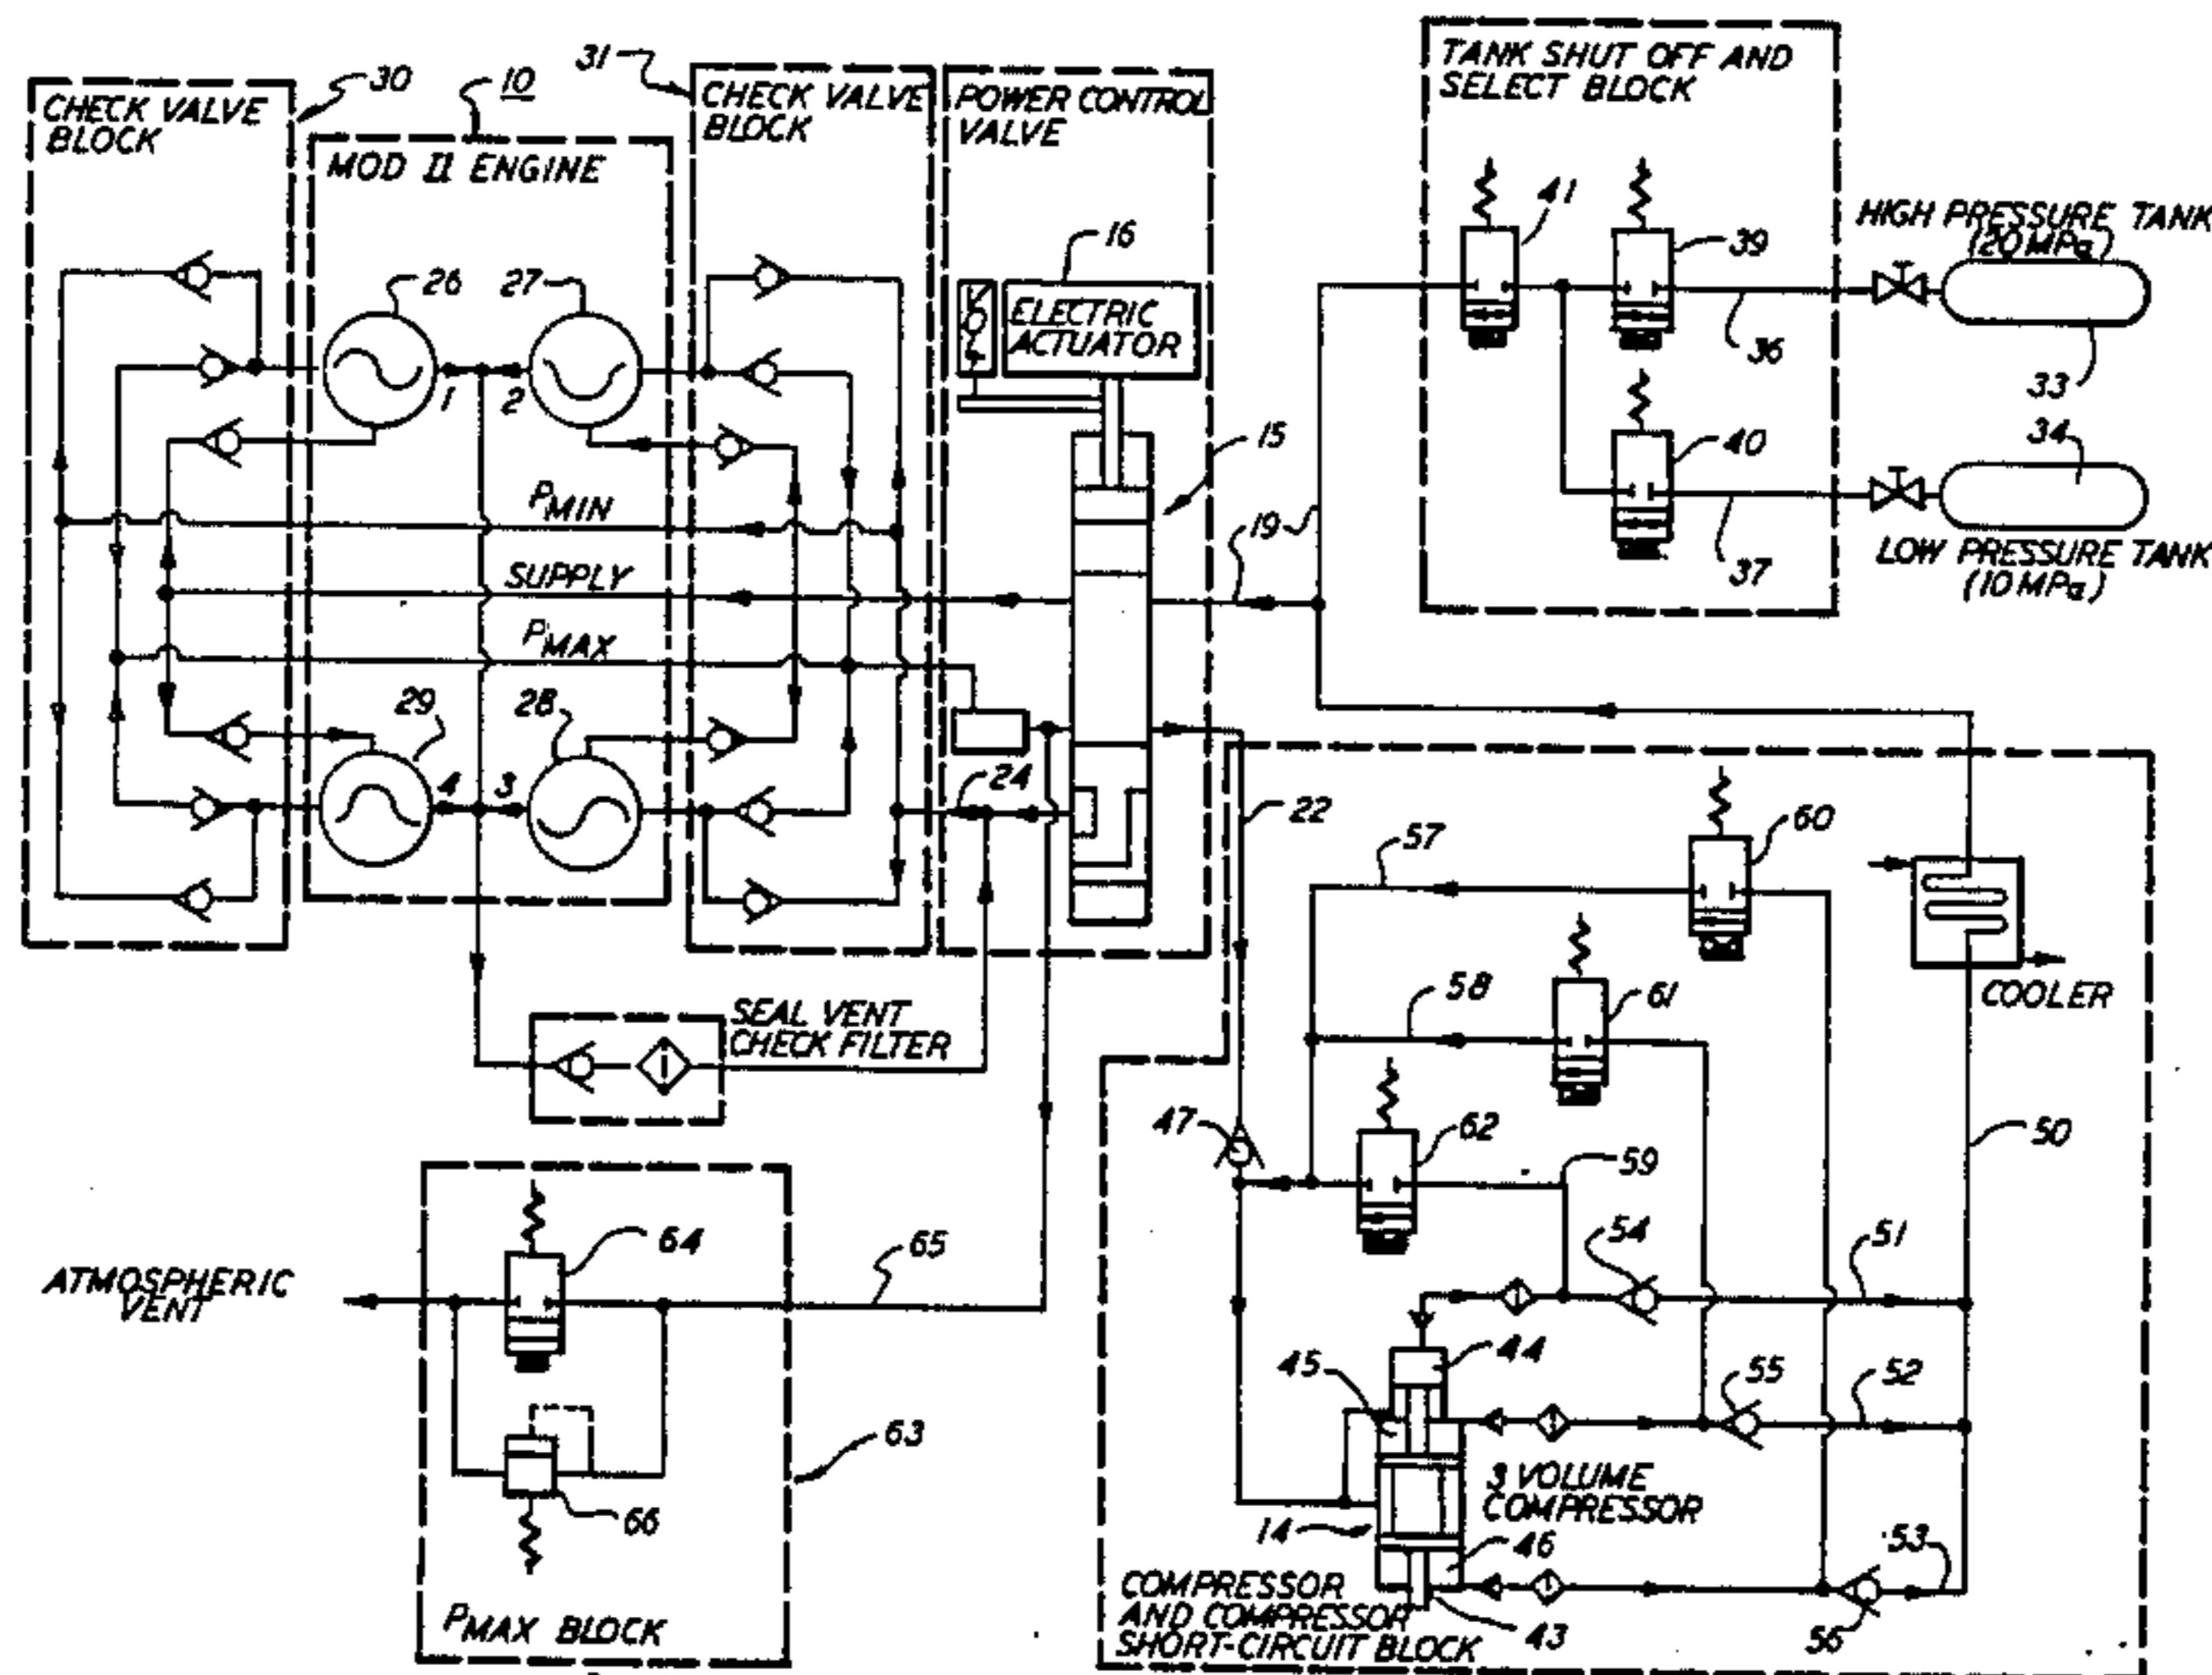 CHECK VALVE
BLOCK
30
10
MOD II ENGINE
31
CHECK VALVE
BLOCK
POWER CONTROL
VALVE
TANK SHUT OFF AND
SELECT BLOCK
41
39
HIGH PRESSURE TANK
(20 MPa)
36
33
40
34
37
LOW PRESSURE TANK
(10 MPa)
16
ELECTRIC
ACTUATOR
15
19
26
27
1
2
PMIN
SUPPLY
PMAX
29
28
4
3
24
22
SEAL VENT
CHECK FILTER
57
60
58
61
COOLER
47
62
59
50
54
51
44
45
55
52
3 VOLUME
COMPRESSOR
14
46
53
43
56
COMPRESSOR
AND COMPRESSOR
SHORT-CIRCUIT BLOCK
ATMOSPHERIC
VENT
64
65
66
63
PMAX BLOCK